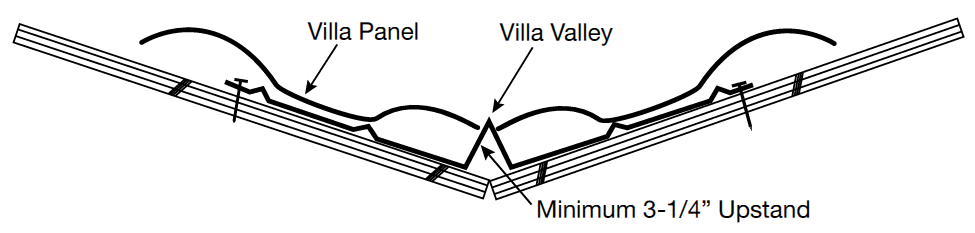 Villa Panel
Villa Valley
Minimum 3-1/4” Upstand